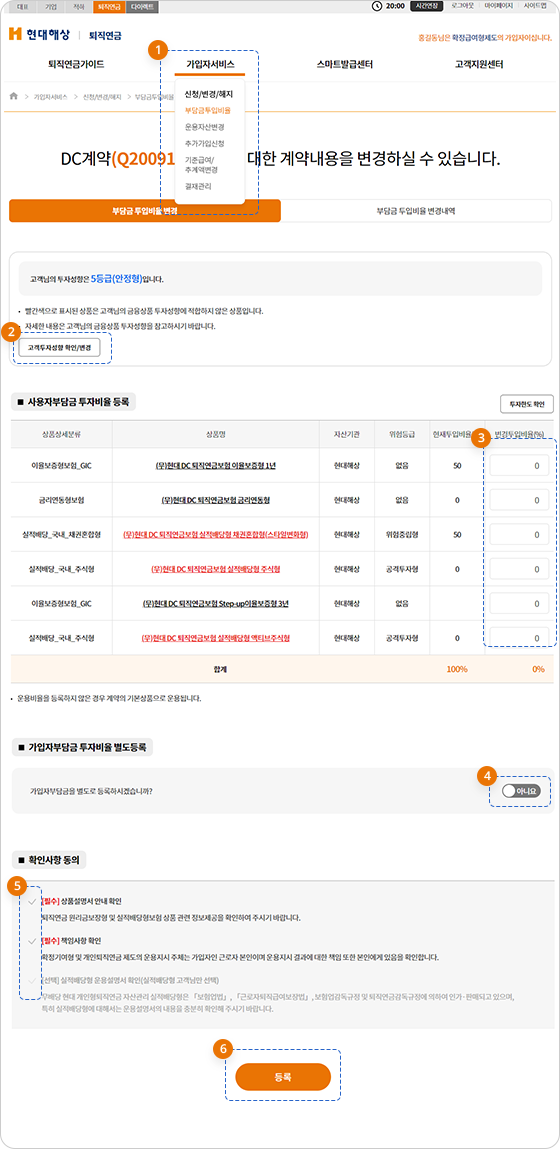 대표 기업 자하 퇴직연금 다이렉트 20:00 시간연장 로그아웃 마이페이지 사이트맵
현대해상 퇴직연금 홍길동님은 확정급여형제도의 가입자이십니다.
1
퇴직연금가이드 가입자서비스 스마트발급센터 고객지원센터
가입자서비스 > 신청/변경/해지 > 부담금투입비율
신청/변경/해지
부담금투입비율
운용자산변경
추가가입신청
기준급여/
추계액변경
결재관리
DC계약(Q20091 대한 계약내용을 변경하실 수 있습니다.
부담금 투입비율 변경 부담금 투입비율 변경내역
고객님의 투자성향은 5등급(안정형)입니다.
• 빨간색으로 표시된 상품은 고객님의 금융상품 투자성향에 적합하지 않은 상품입니다.
• 자세한 내용은 고객님의 금융상품 투자성향을 참고하시기 바랍니다.
2
고객투자성향 확인/변경
■ 사용자부담금 투자비율 등록 투자한도 확인
3
상품상세분류 상품명 자산기관 위험등급 현재투입비율 변경투입비율(%)
이율보증형보험_GIC (무)현대 DC 퇴직연금보험 이율보증형 1년 현대해상 없음 50 0
금리연동형보험 (무)현대 DC 퇴직연금보험 금리연동형 현대해상 없음 0 0
실적배당_국내_채권혼합형 (무)현대 DC 퇴직연금보험 실적배당형 채권혼합형(스타일변화형) 현대해상 위험중립형 50 0
실적배당_국내_주식형 (무)현대 DC 퇴직연금보험 실적배당형 주식형 현대해상 공격투자형 0 0
이율보증형보험_GIC (무)현대 DC 퇴직연금보험 Step-up이율보증형 3년 현대해상 없음 0
실적배당_국내_주식형 (무)현대 DC 퇴직연금보험 실적배당형 액티브주식형 현대해상 공격투자형 0 0
합계 100% 0%
• 운용비율을 등록하지 않은 경우 계약의 기본상품으로 운용됩니다.
■ 가입자부담금 투자비율 별도등록
4
가입자부담금을 별도로 등록하시겠습니까? 아니요
■ 확인사항 동의
5
[필수] 상품설명서 안내 확인
퇴직연금 원리금보장형 및 실적배당형보험 상품 관련 정보제공을 확인하여 주시기 바랍니다.
[필수] 책임사항 확인
확정기여형 및 개인퇴직연금 제도의 운용지시 주체는 가입자인 근로자 본인이며 운용지시 결과에 대한 책임 또한 본인에게 있음을 확인합니다.
[선택] 실적배당형 운용설명서 확인(실적배당형 고객님만 선택)
무배당 현대 개인형퇴직연금 자산관리 실적배당형은 「보험업법」, 「근로자퇴직급여보장법」, 보험업감독규정 및 퇴직연금감독규정에 의하여 인가·판매되고 있으며,
특히 실적배당형에 대해서는 운용설명서의 내용을 충분히 확인해 주시기 바랍니다.
6
등록